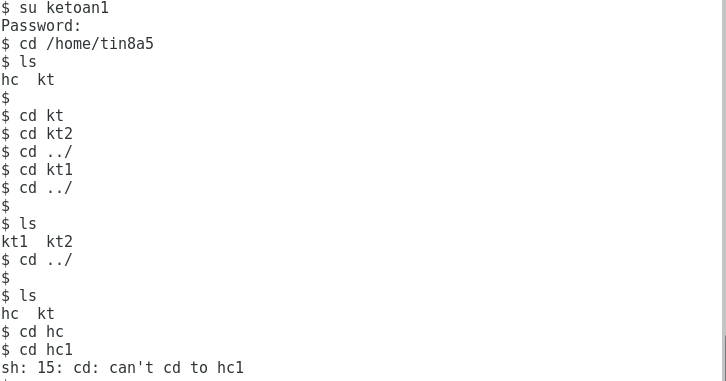 $ su ketoan1
Password:
$ cd /home/tin8a5
$ ls
hc  kt
$
$ cd kt
$ cd kt2
$ cd ../
$ cd kt1
$ cd ../
$
$ ls
kt1  kt2
$ cd ../
$
$ ls
hc  kt
$ cd hc
$ cd hc1
sh: 15: cd: can't cd to hc1